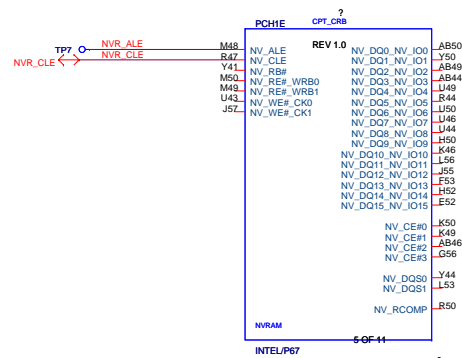 ?
PCH1E CPT_CRB
REV 1.0
TP7 NVR_ALE M48 NV_ALE NV_DQ0_NV_IO0 AB50
NVR_CLE NVR_CLE R47 NV_CLE NV_DQ1_NV_IO1 Y50
Y41 NV_RB# NV_DQ2_NV_IO2 AB49
M50 NV_RE#_WRB0 NV_DQ3_NV_IO3 AB44
M49 NV_RE#_WRB1 NV_DQ4_NV_IO4 U49
U43 NV_WE#_CK0 NV_DQ5_NV_IO5 R44
J57 NV_WE#_CK1 NV_DQ6_NV_IO6 U50
NV_DQ7_NV_IO7 U46
NV_DQ8_NV_IO8 U44
NV_DQ9_NV_IO9 H50
NV_DQ10_NV_IO10 K46
NV_DQ11_NV_IO11 L56
NV_DQ12_NV_IO12 J55
NV_DQ13_NV_IO13 F53
NV_DQ14_NV_IO14 H52
NV_DQ15_NV_IO15 E52
NV_CE#0 K50
NV_CE#1 K49
NV_CE#2 AB46
NV_CE#3 G56
NV_DQS0 Y44
NV_DQS1 L53
NV_RCOMP R50
NVRAM
5 OF 11
INTEL/P67